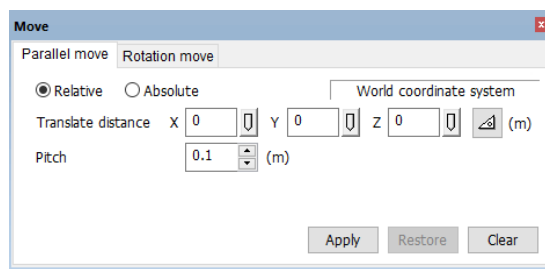 Move
Parallel move Rotation move
Relative Absolute World coordinate system
Translate distance X 0 Y 0 Z 0 (m)
Pitch 0.1 (m)
Apply Restore Clear